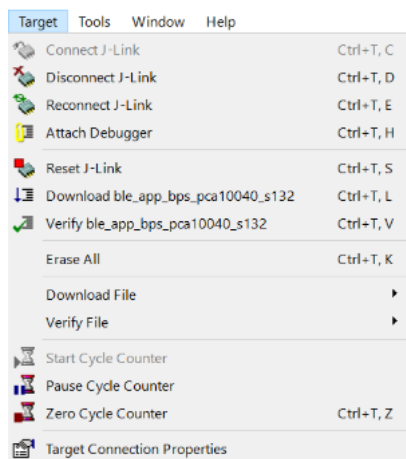 Target Tools Window Help
Connect J-Link Ctrl+T, C
Disconnect J-Link Ctrl+T, D
Reconnect J-Link Ctrl+T, E
Attach Debugger Ctrl+T, H
Reset J-Link Ctrl+T, S
Download ble_app_bps_pca10040_s132 Ctrl+T, L
Verify ble_app_bps_pca10040_s132 Ctrl+T, V
Erase All Ctrl+T, K
Download File
Verify File
Start Cycle Counter
Pause Cycle Counter
Zero Cycle Counter Ctrl+T, Z
Target Connection Properties